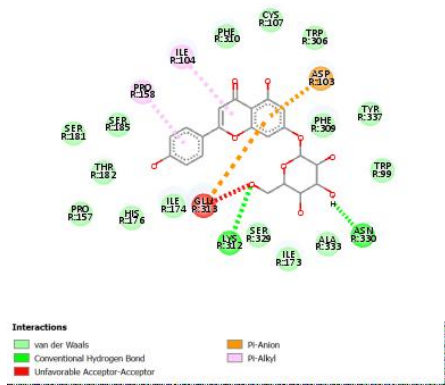 CYS
R:107
PHE
R:310
TRP
R:306
ILE
R:104
ASP
R:103
PRO
R:158
TYR
R:337
PHE
R:309
SER
R:185
SER
R:181
THR
R:182
TRP
R:99
ILE
R:174
GLU
R:313
PRO
R:157
HIS
R:176
LYS
R:312
SER
R:329
ALA
R:333
ASN
R:330
ILE
R:173
O
O
H
Interactions
van der Waals
Conventional Hydrogen Bond
Unfavorable Acceptor-Acceptor
Pi-Anion
Pi-Alkyl